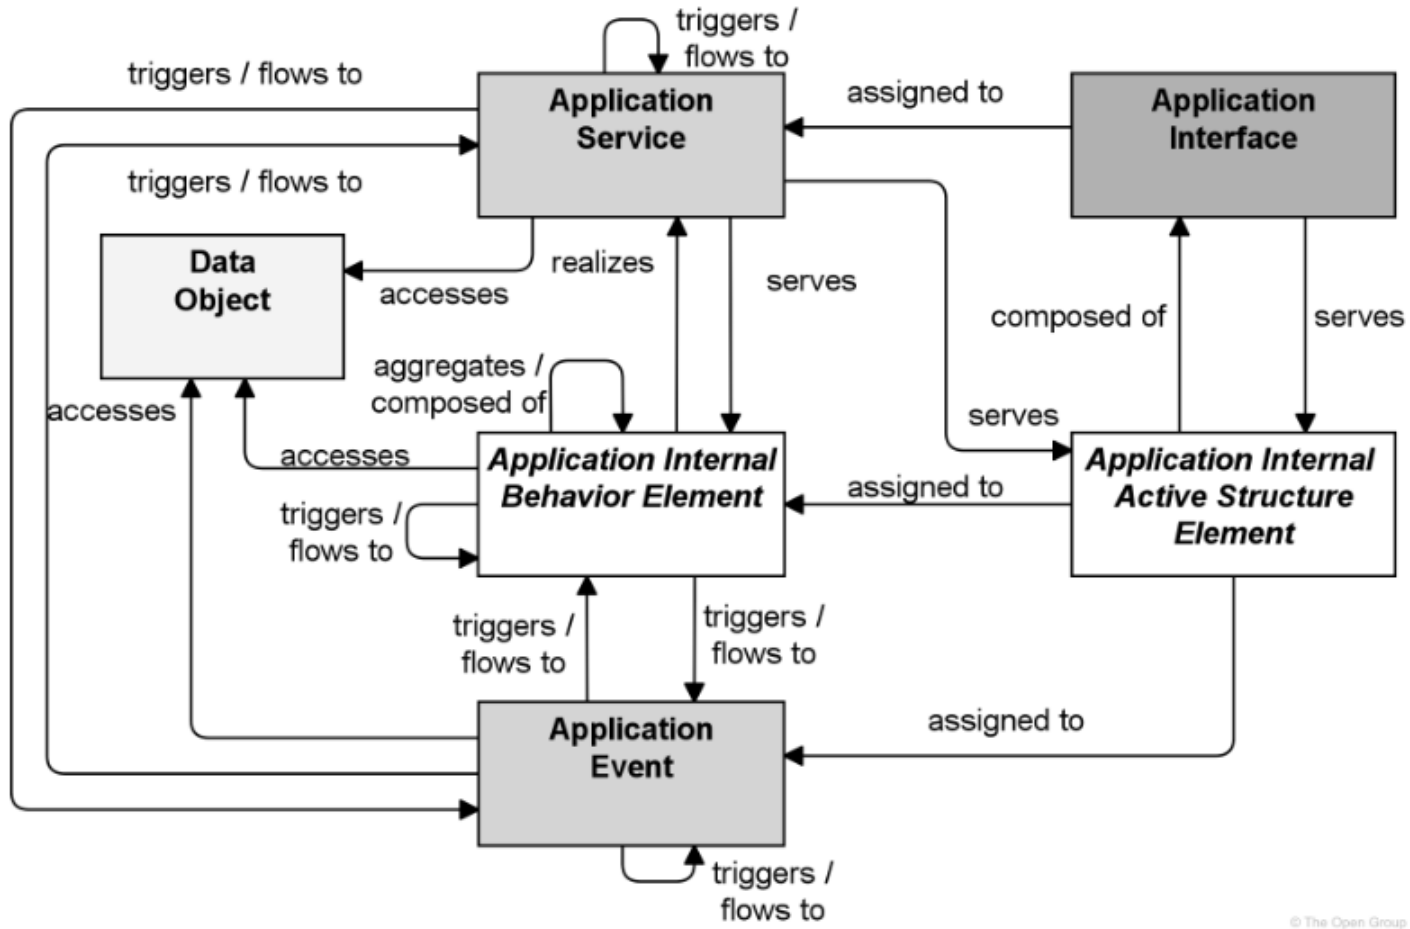 triggers /
flows to
triggers / flows to
Application
Service
assigned to
Application
Interface
triggers / flows to
Data
Object
realizes
accesses
serves
composed of
serves
aggregates /
composed of
accesses
serves
accesses
Application Internal
Behavior Element
assigned to
Application Internal
Active Structure
Element
triggers /
flows to
triggers /
flows to
triggers /
flows to
Application
Event
assigned to
triggers /
flows to
© The Open Group